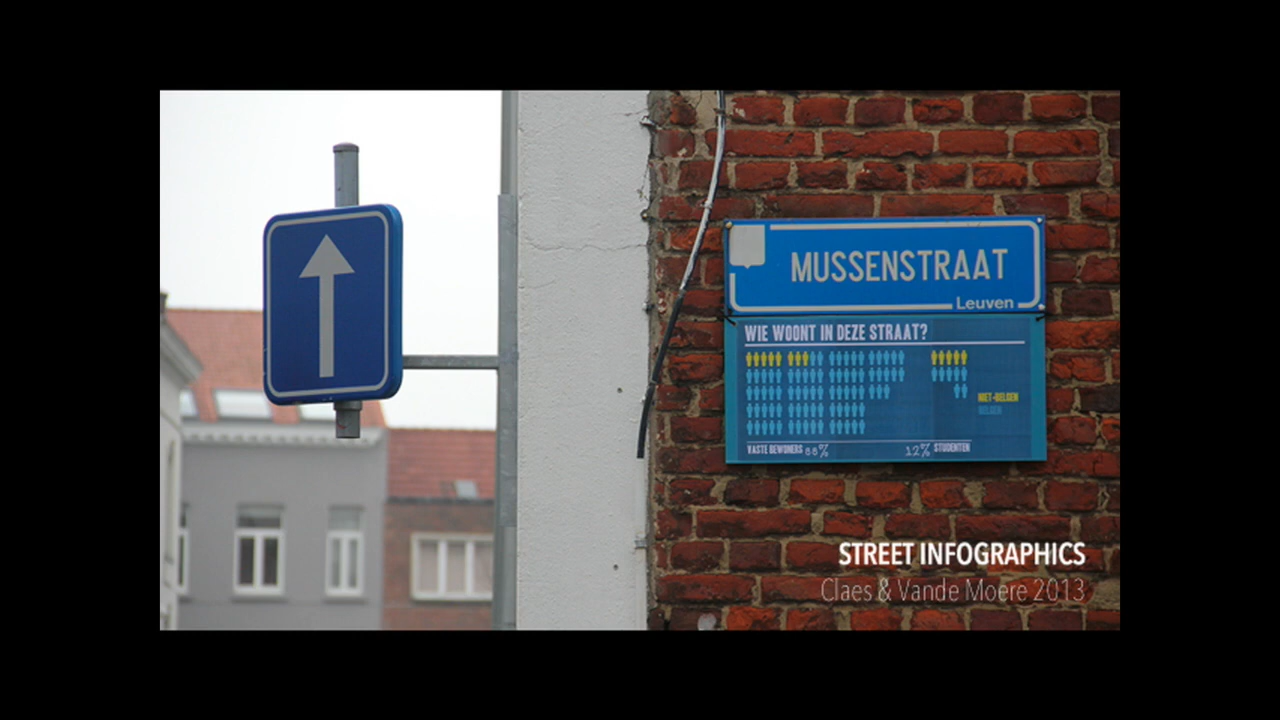 MUSSENSTRAAT
Leuven
WIE WOONT IN DEZE STRAAT?
NIET-BELGEN
BELGEN
VASTE BEWONERS 88% 12% STUDENTEN
STREET INFOGRAPHICS
Claes & Vande Moere 2013